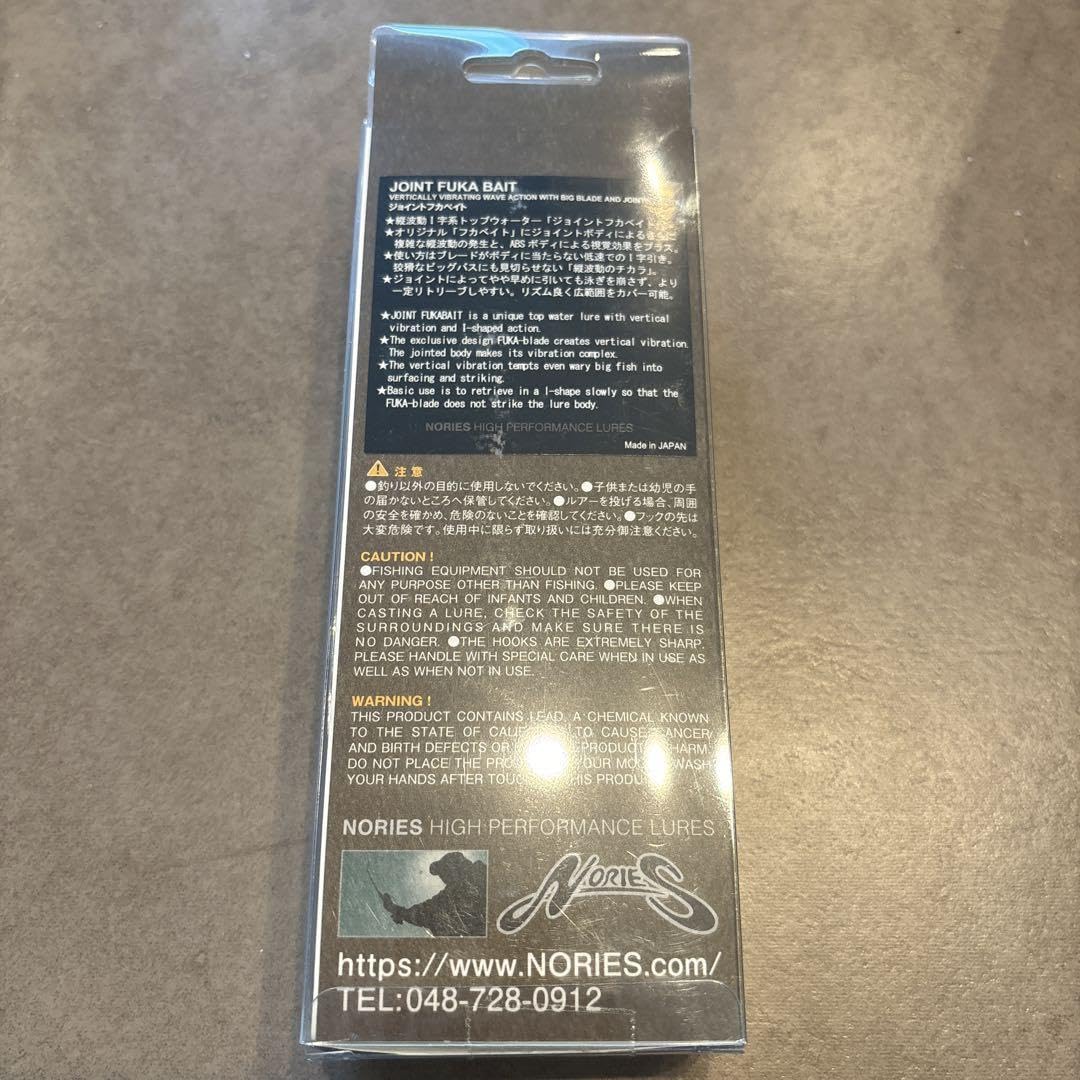 JOINT FUKA BAIT
VERTICALLY VIBRATING WAVE ACTION WITH BIG BLADE AND
ジョイントフカベイト
★縦波動I字系トップウォーター「ジョイントフカベイト
★オリジナル「フカベイト」にジョイントボディによる
複雑な縦波動の発生と、ABSボディによる視覚効果をプラス。
★使い方はブレードがボディに当たらない低速でのI字引き。
狡猾なビッグバスにも見切らせない「縦波動のチカラ」。
★ジョイントによってやや早めに引いても泳ぎを崩さず、より
一定リトリーブしやすい。リズム良く広範囲をカバー可能。
★JOINT FUKABAIT is a unique top water lure with vertical
vibration and I-shaped action.
★The exclusive design FUKA-blade creates vertical vibration.
The jointed body makes its vibration complex.
★The vertical vibration tempts even wary big fish into
surfacing and striking.
★Basic use is to retrieve in a I-shape slowly so that the
FUKA-blade does not strike the lure body.
NORIES HIGH PERFORMANCE LURES
Made in JAPAN
注意
●釣り以外の目的に使用しないでください。●子供または幼児の手
の届かないところへ保管してください。●ルアーを投げる場合、周囲
の安全を確かめ、危険のないことを確認してください。●フックの先は
大変危険です。使用中に限らず取り扱いには充分御注意ください。
CAUTION !
●FISHING EQUIPMENT SHOULD NOT BE USED FOR
ANY PURPOSE OTHER THAN FISHING. ●PLEASE KEEP
OUT OF REACH OF INFANTS AND CHILDREN. ●WHEN
CASTING A LURE, CHECK THE SAFETY OF THE
SURROUNDINGS AND MAKE SURE THERE IS
NO DANGER. ●THE HOOKS ARE EXTREMELY SHARP.
PLEASE HANDLE WITH SPECIAL CARE WHEN IN USE AS
WELL AS WHEN NOT IN USE.
WARNING !
THIS PRODUCT CONTAINS LEAD, A CHEMICAL KNOWN
TO THE STATE OF TO CAUSE CANCER
AND BIRTH DEFECTS OR HARM.
DO NOT PLACE THE YOUR WASH
YOUR HANDS AFTER THIS
NORIES HIGH PERFORMANCE LURES
NORIES
https://www.NORIES.com/
TEL:048-728-0912